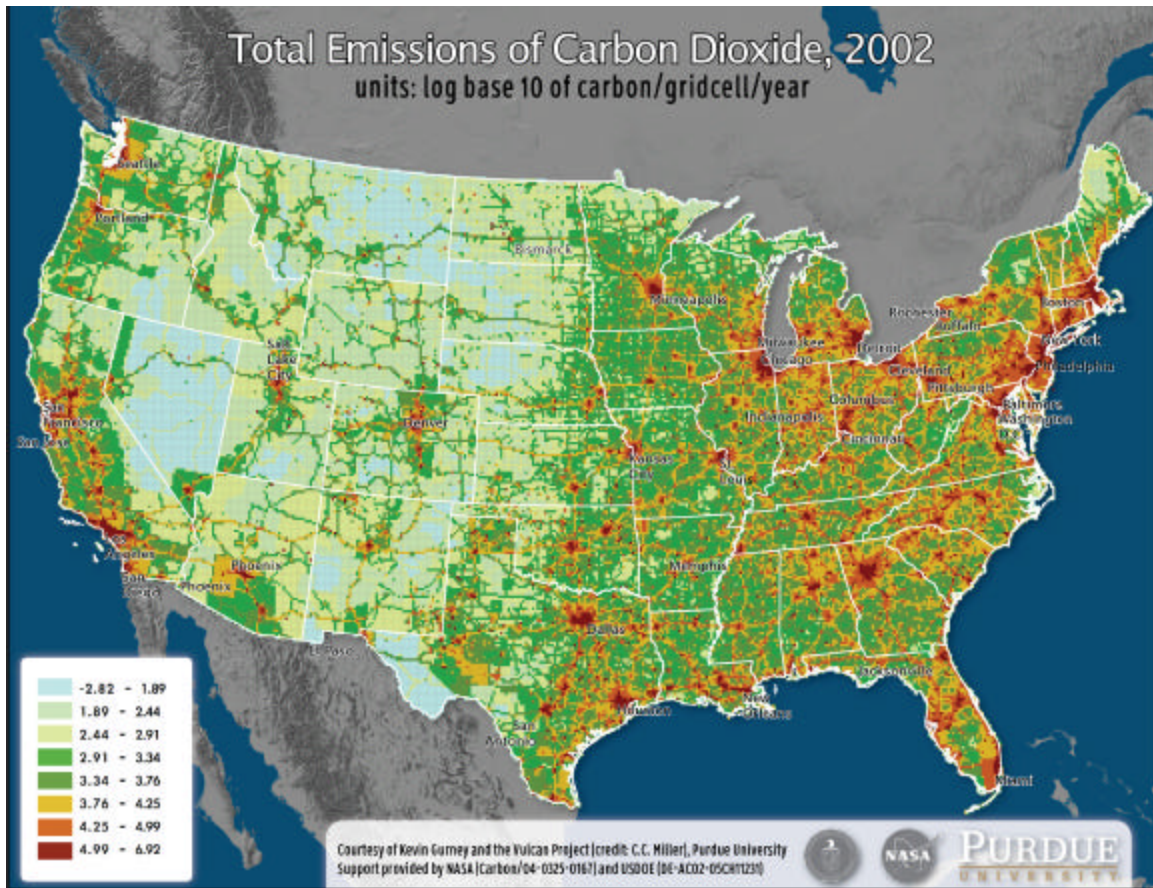 Total Emissions of Carbon Dioxide, 2002
units: log base 10 of carbon/gridcell/year
Seattle
Portland
Bismarck
Minneapolis
Boston
Rochester
Buffalo
New York
Milwaukee
Chicago
Detroit
Cleveland
Philadelphia
Pittsburgh
Salt
Lake
City
San
Francisco
San Jose
Denver
Columbus
Indianapolis
Baltimore
Washington
Cincinnati
Kansas
City
St
Louis
Los
Angeles
San
Diego
Phoenix
Phoenix
Memphis
Dallas
El Paso
Jacksonville
San
Antonio
Houston
New
Orleans
Miami
-2.82 - 1.89
1.89 - 2.44
2.44 - 2.91
2.91 - 3.34
3.34 - 3.76
3.76 - 4.25
4.25 - 4.99
4.99 - 6.92
Courtesy of Kevin Gurney and the Vulcan Project (credit: C.C. Miller), Purdue University
Support provided by NASA (Carbon/04-0325-0167) and USDOE (DE-AC02-05CH11231)
NASA
PURDUE
UNIVERSITY